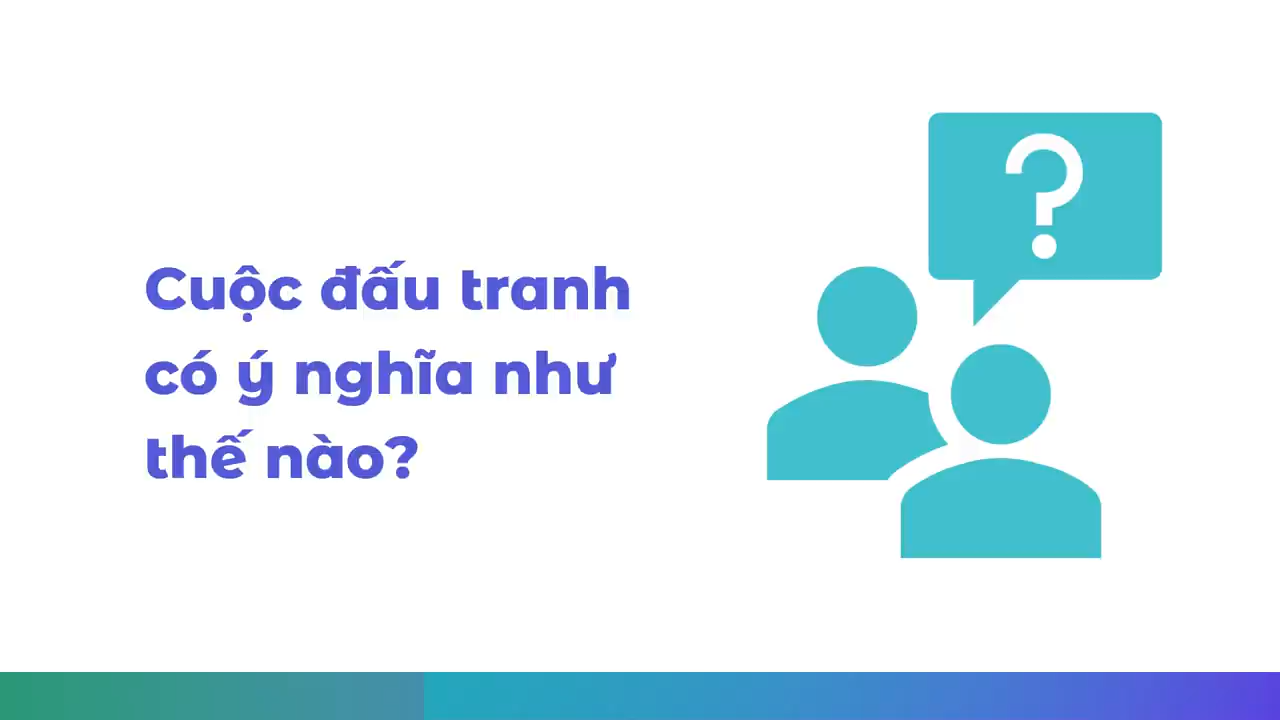 Cuộc đấu tranh
có ý nghĩa như
thế nào?
?